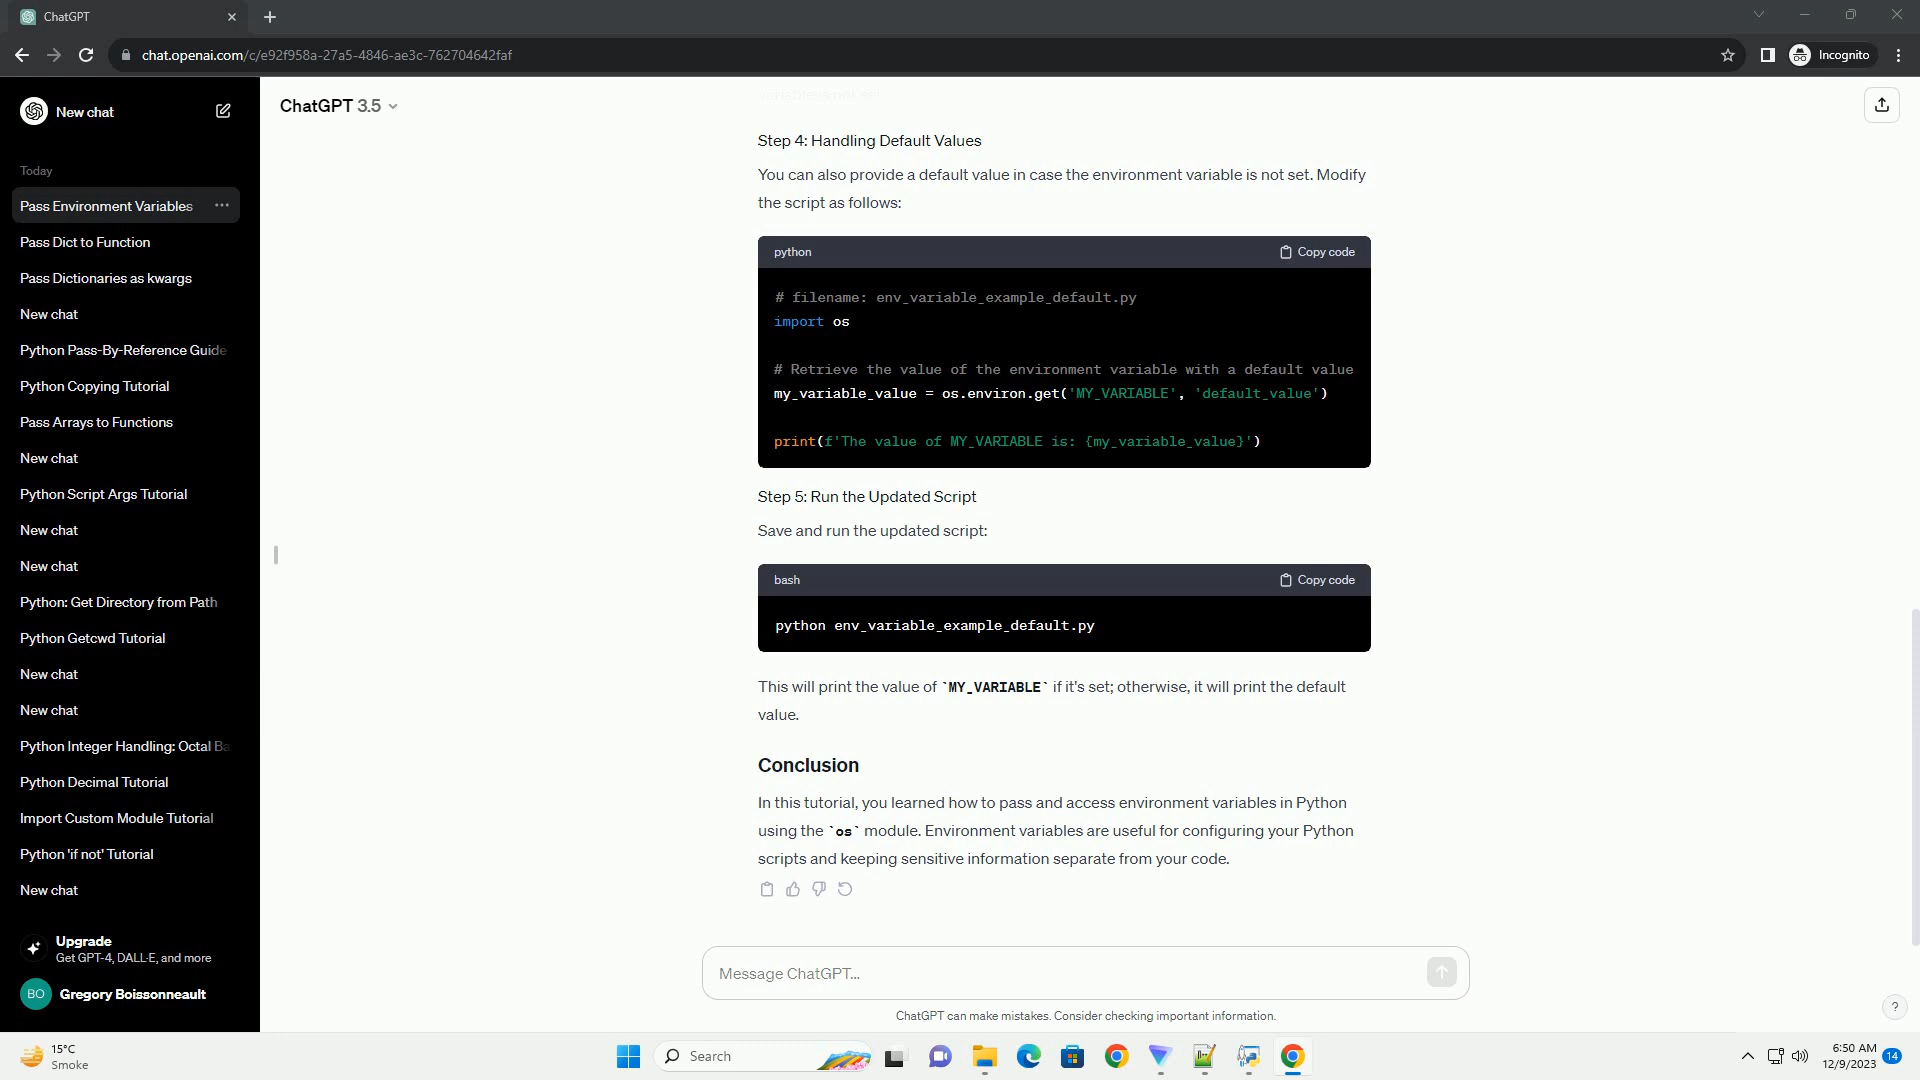 ChatGPT
chat.openai.com/c/e92f958a-27a5-4846-ae3c-762704642faf
Incognito
New chat
Today
Pass Environment Variables
Pass Dict to Function
Pass Dictionaries as kwargs
New chat
Python Pass-By-Reference Guide
Python Copying Tutorial
Pass Arrays to Functions
New chat
Python Script Args Tutorial
New chat
New chat
Python: Get Directory from Path
Python Getcwd Tutorial
New chat
New chat
Python Integer Handling: Octal Ba
Python Decimal Tutorial
Import Custom Module Tutorial
Python 'if not' Tutorial
New chat
Upgrade
Get GPT-4, DALL·E, and more
BO Gregory Boissonneault
ChatGPT 3.5
Step 4: Handling Default Values
You can also provide a default value in case the environment variable is not set. Modify
the script as follows:
python Copy code
# filename: env_variable_example_default.py
import os
# Retrieve the value of the environment variable with a default value
my_variable_value = os.environ.get('MY_VARIABLE', 'default_value')
print(f'The value of MY_VARIABLE is: {my_variable_value}')
Step 5: Run the Updated Script
Save and run the updated script:
bash Copy code
python env_variable_example_default.py
This will print the value of `MY_VARIABLE` if it's set; otherwise, it will print the default
value.
Conclusion
In this tutorial, you learned how to pass and access environment variables in Python
using the `os` module. Environment variables are useful for configuring your Python
scripts and keeping sensitive information separate from your code.
Message ChatGPT...
ChatGPT can make mistakes. Consider checking important information.
?
15°C
Smoke
Search
6:50 AM
12/9/2023
14